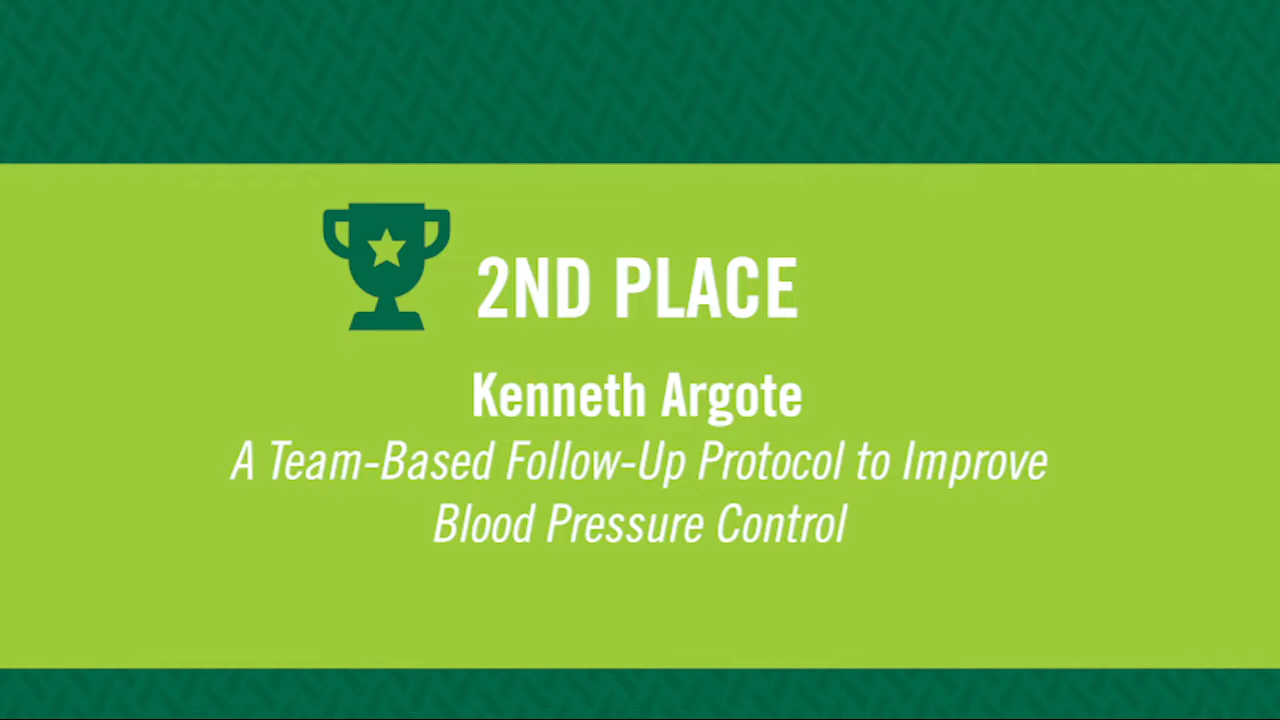 2ND PLACE
Kenneth Argote
A Team-Based Follow-Up Protocol to Improve
Blood Pressure Control